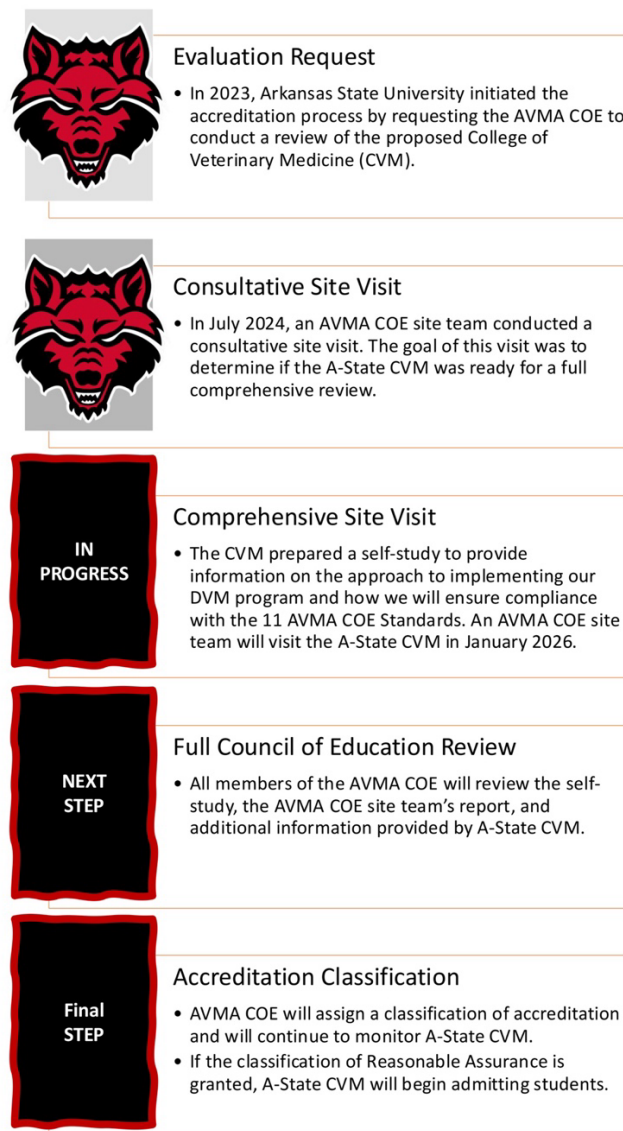 Evaluation Request
• In 2023, Arkansas State University initiated the
accreditation process by requesting the AVMA COE to
conduct a review of the proposed College of
Veterinary Medicine (CVM).
Consultative Site Visit
• In July 2024, an AVMA COE site team conducted a
consultative site visit. The goal of this visit was to
determine if the A-State CVM was ready for a full
comprehensive review.
IN
PROGRESS
Comprehensive Site Visit
• The CVM prepared a self-study to provide
information on the approach to implementing our
DVM program and how we will ensure compliance
with the 11 AVMA COE Standards. An AVMA COE site
team will visit the A-State CVM in January 2026.
NEXT
STEP
Full Council of Education Review
• All members of the AVMA COE will review the self-
study, the AVMA COE site team's report, and
additional information provided by A-State CVM.
Final
STEP
Accreditation Classification
• AVMA COE will assign a classification of accreditation
and will continue to monitor A-State CVM.
• If the classification of Reasonable Assurance is
granted, A-State CVM will begin admitting students.